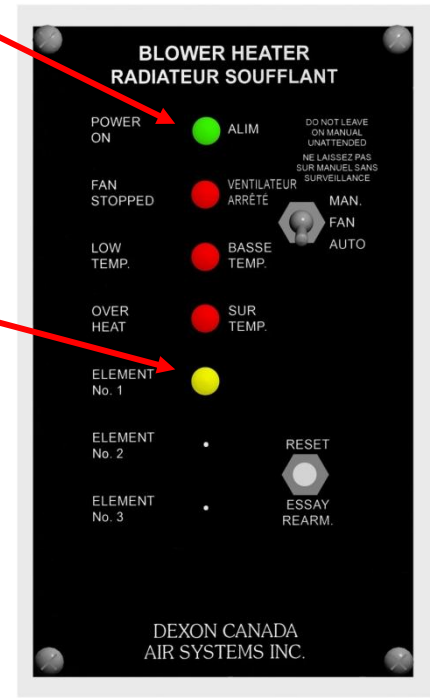 BLOWER HEATER
RADIATEUR SOUFFLANT
POWER
ON
ALIM
DO NOT LEAVE
ON MANUAL
UNATTENDED
NE LAISSEZ PAS
SUR MANUEL SANS
SURVEILLANCE
FAN
STOPPED
VENTILATEUR
ARRÊTÉ
MAN.
FAN
AUTO
LOW
TEMP.
BASSE
TEMP.
OVER
HEAT
SUR
TEMP.
ELEMENT
No. 1
ELEMENT
No. 2
RESET
ELEMENT
No. 3
ESSAY
REARM.
DEXON CANADA
AIR SYSTEMS INC.